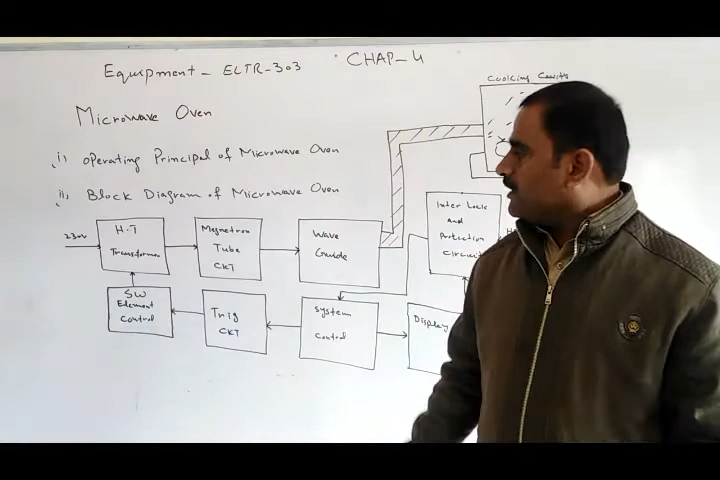 Equipment - ELTR-303
CHAP-4
Cooking Cavity
Microwave Oven
i) Operating Principal of Microwave Oven
ii) Block Diagram of Microwave Oven
230V
H.T
Transformer
Magnetron
Tube
CKT
Wave
Guide
Inter Lock
and
Protection
Circuit
SW
Element
Control
Trig
CKT
System
Control
Display